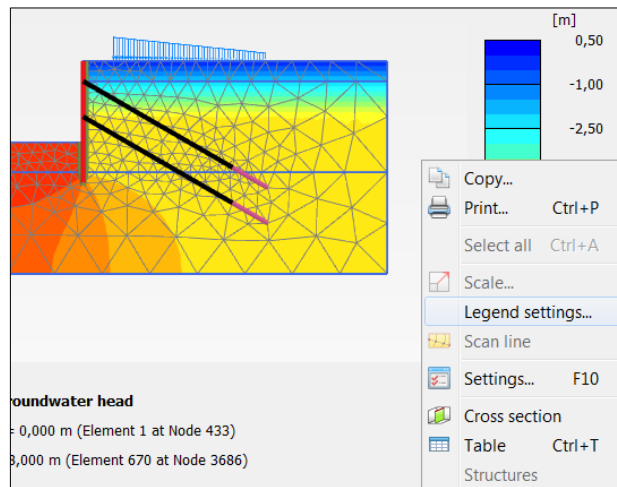 [m]
0,50
-1,00
-2,50
Copy...
Print... Ctrl+P
Select all Ctrl+A
Scale...
Legend settings...
Scan line
Settings... F10
Cross section
Table Ctrl+T
Structures
roundwater head
= 0,000 m (Element 1 at Node 433)
3,000 m (Element 670 at Node 3686)